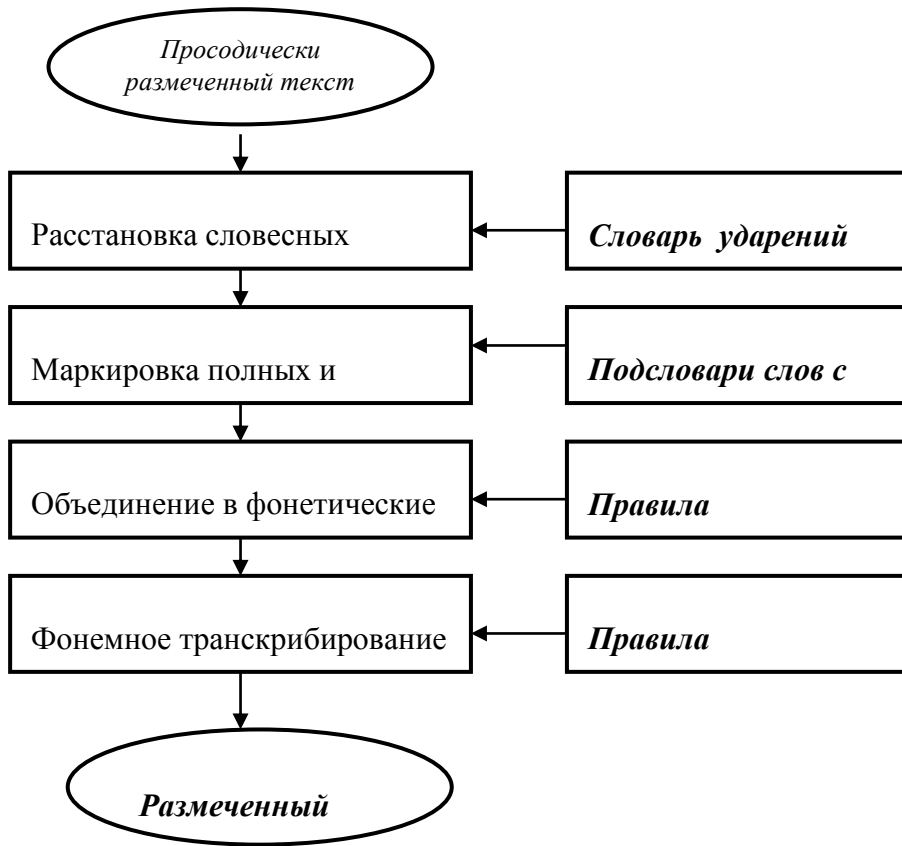 Просодически
размеченный текст
Расстановка словесных
Словарь ударений
Маркировка полных и
Подсловари слов с
Объединение в фонетические
Правила
Фонемное транскрибирование
Правила
Размеченный